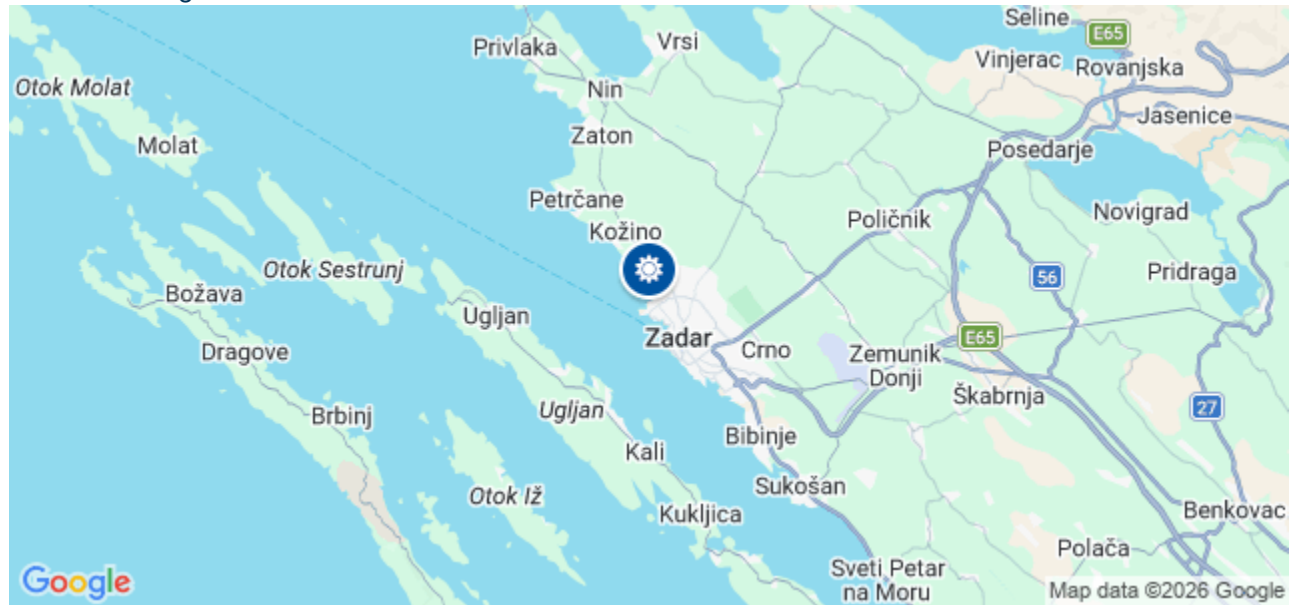 Seline
E65
Privlaka
Vrsi
Vinjerac
Rovanjska
Otok Molat
Nin
Jasenice
Zaton
Molat
Posedarje
Petrčane
Novigrad
Kožino
Poličnik
Otok Sestrunj
56
Pridraga
Božava
Ugljan
Zadar
E65
Dragove
Crno
Zemunik
Donji
Škabrnja
27
Brbinj
Ugljan
Bibinje
Kali
Otok Iž
Sukošan
Kukljica
Benkovac
Polača
Sveti Petar
na Moru
Google
Map data ©2026 Google